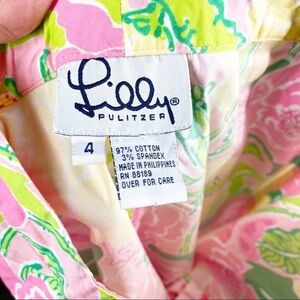 Lilly®
PULITZER
4
97% COTTON
3% SPANDEX
MADE IN PHILIPPINES
RN 88189
OVER FOR CARE